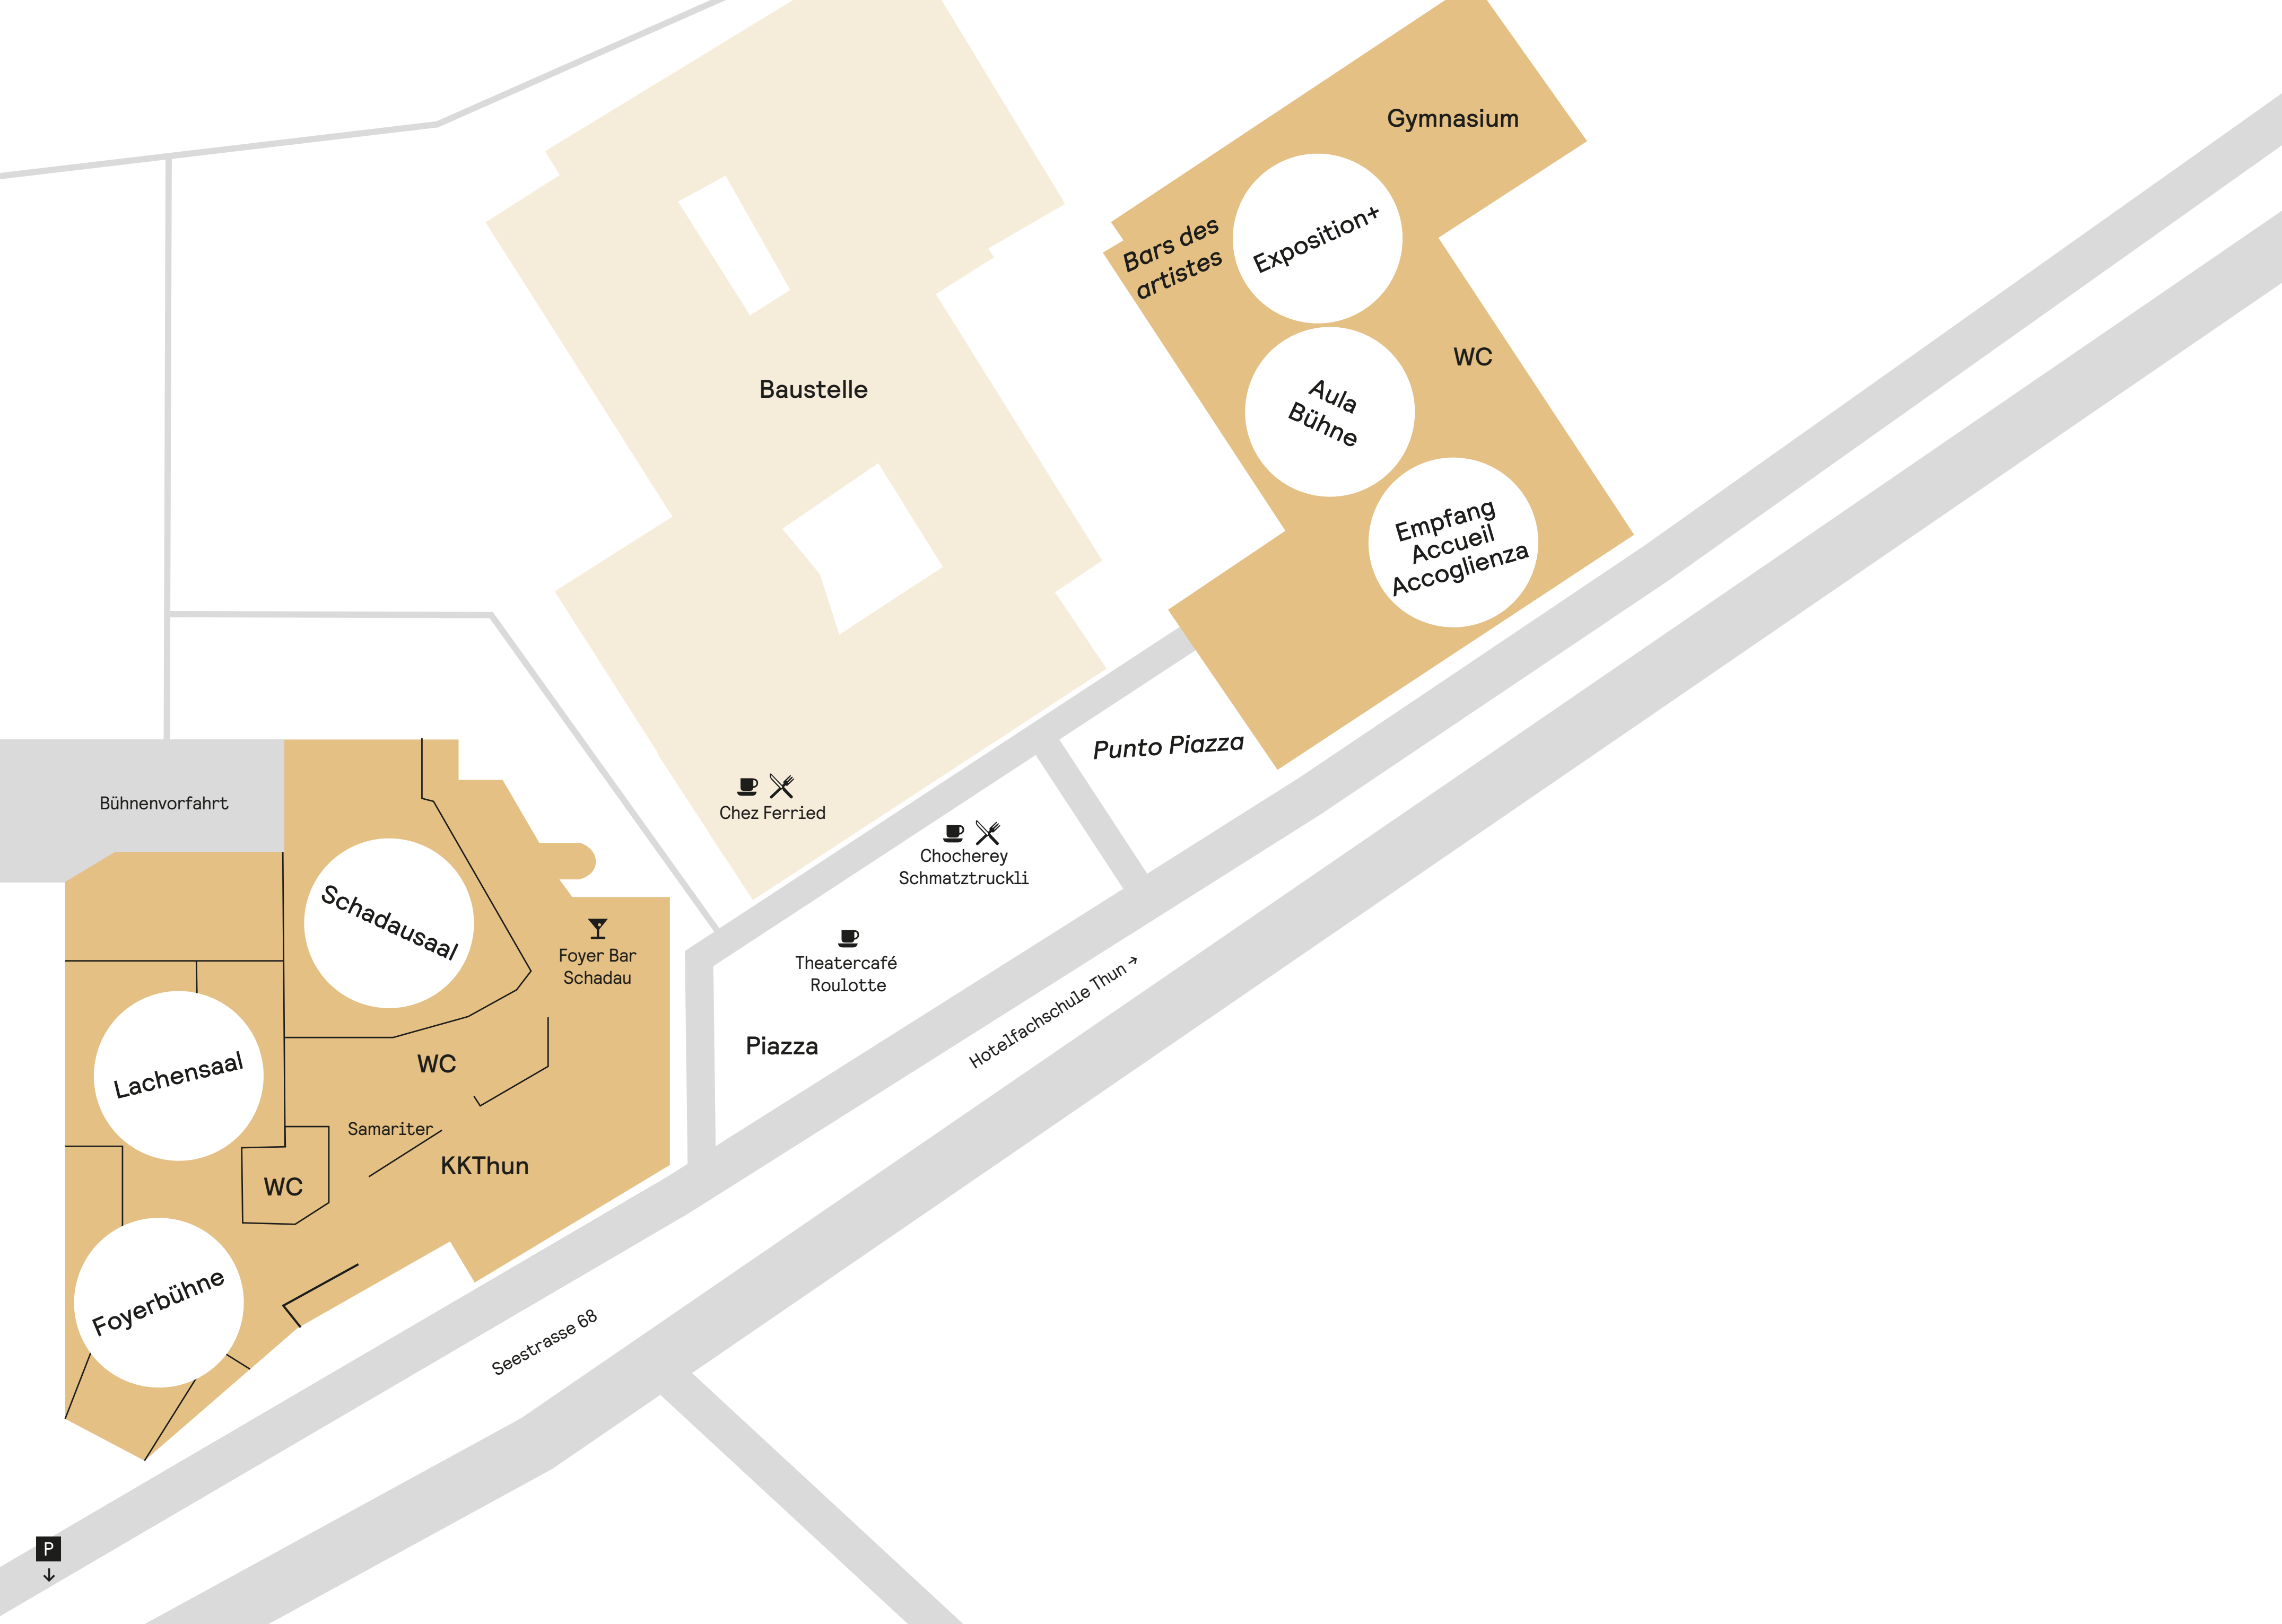 Gymnasium
Exposition+
Bars des
artistes
WC
Aula
Bühne
Baustelle
Empfang
Accueil
Accoglienza
Punto Piazza
Chez Ferried
Chocherey
Schmatztruckli
Theatercafé
Roulotte
Piazza
Hotelfachschule Thun →
Bühnenvorfahrt
Schadausaal
Foyer Bar
Schadau
Lachensaal
WC
Samariter
KKThun
WC
Foyerbühne
Seestrasse 68
P
↓